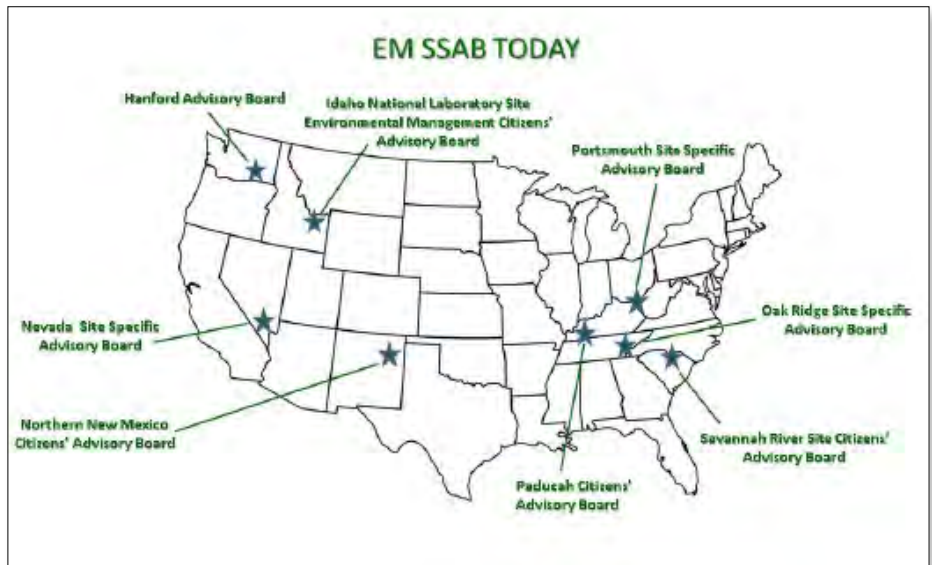 EM SSAB TODAY
Hanford Advisory Board
Idaho National Laboratory Site
Environmental Management Citizens'
Advisory Board
Portsmouth Site Specific
Advisory Board
Nevada Site Specific
Advisory Board
Oak Ridge Site Specific
Advisory Board
Northern New Mexico
Citizens' Advisory Board
Savannah River Site Citizens'
Advisory Board
Paducah Citizens'
Advisory Board